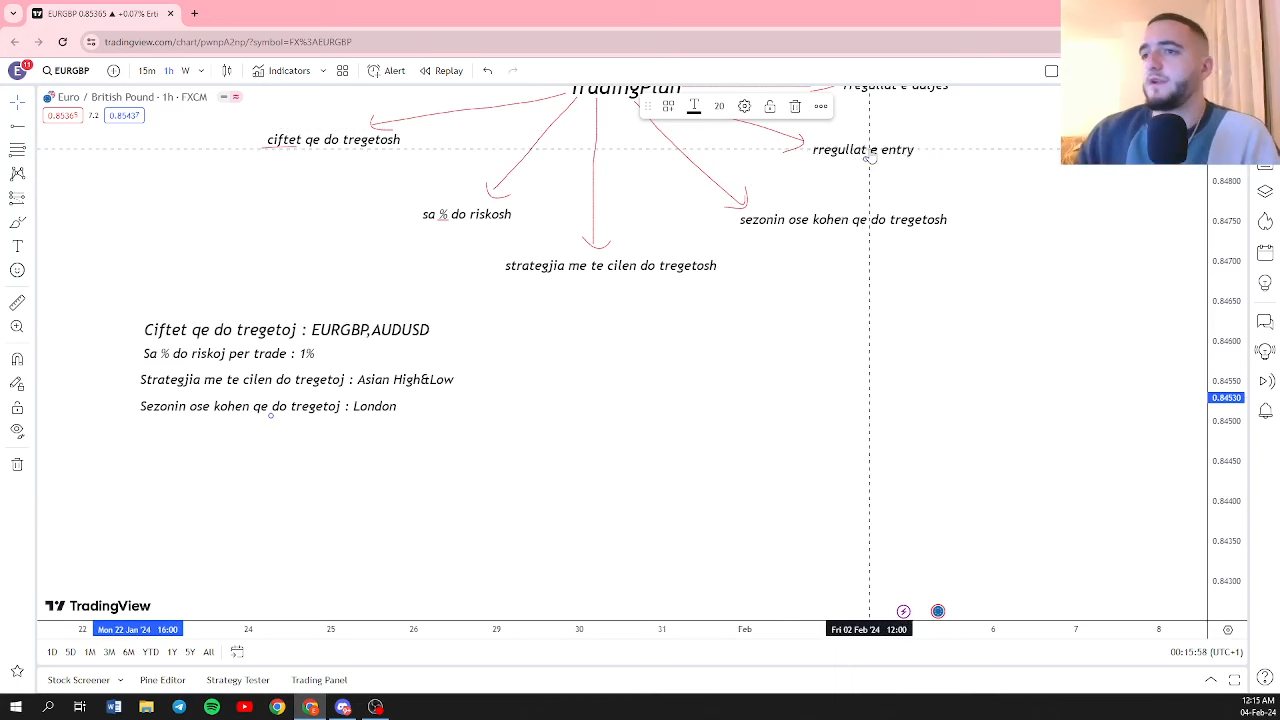 EURGBP 0.85365 ▲ +0.07% Erti
tradingview.com/chart/pwnpA2np/?symbol=FX%3AEURGBP
E 11 EURGBP 15m 1h W Indicators Alert Replay
Euro / British Pound · 1h · FXCM
0.85365 7.2 0.85437
TradingPlan
rregullat e daljes
20
ciftet qe do tregetosh
rregullat e entry
sa % do riskosh
sezonin ose kohen qe do tregetosh
strategjia me te cilen do tregetosh
Ciftet qe do tregetoj : EURGBP,AUDUSD
Sa % do riskoj per trade : 1%
Strategjia me te cilen do tregetoj : Asian High&Low
Sezonin ose kohen qe do tregetoj : London
0.84800
0.84750
0.84700
0.84650
0.84600
0.84550
0.84530
0.84500
0.84450
0.84400
0.84350
0.84300
TradingView
22 Mon 22 Jan '24 16:00 24 25 26 29 30 31 Feb Fri 02 Feb '24 12:00 6 7 8
1D 5D 1M 3M 6M YTD 1Y 5Y All 00:15:58 (UTC+1)
Stock Screener Pine Editor Strategy Tester Trading Panel
12:15 AM
04-Feb-24